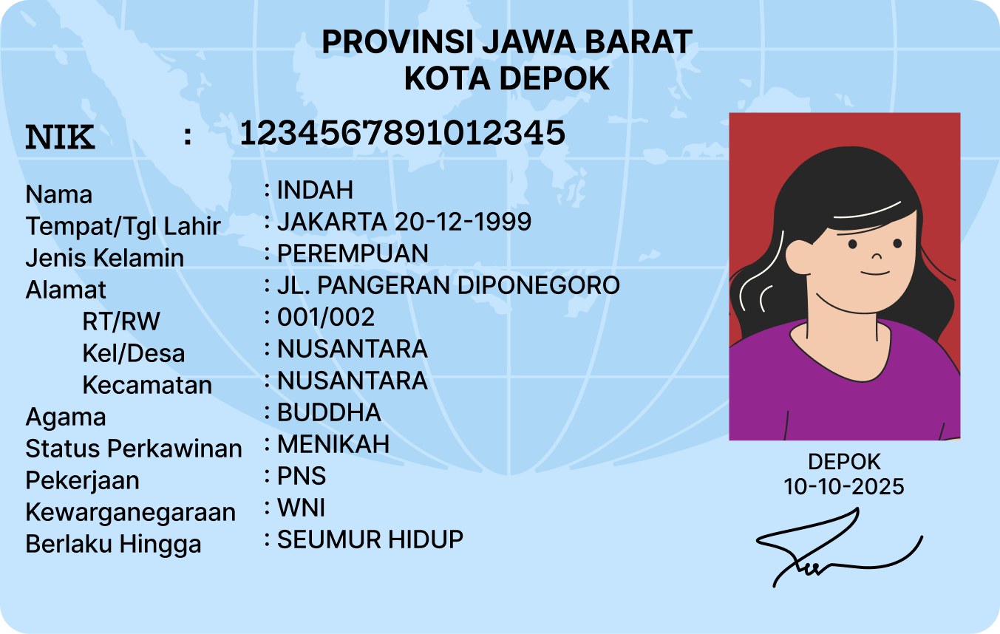 PROVINSI JAWA BARAT
KOTA DEPOK
NIK : 1234567891012345
Nama : INDAH
Tempat/Tgl Lahir : JAKARTA 20-12-1999
Jenis Kelamin : PEREMPUAN
Alamat : JL. PANGERAN DIPONEGORO
RT/RW : 001/002
Kel/Desa : NUSANTARA
Kecamatan : NUSANTARA
Agama : BUDDHA
Status Perkawinan : MENIKAH
Pekerjaan : PNS
Kewarganegaraan : WNI
Berlaku Hingga : SEUMUR HIDUP
DEPOK
10-10-2025